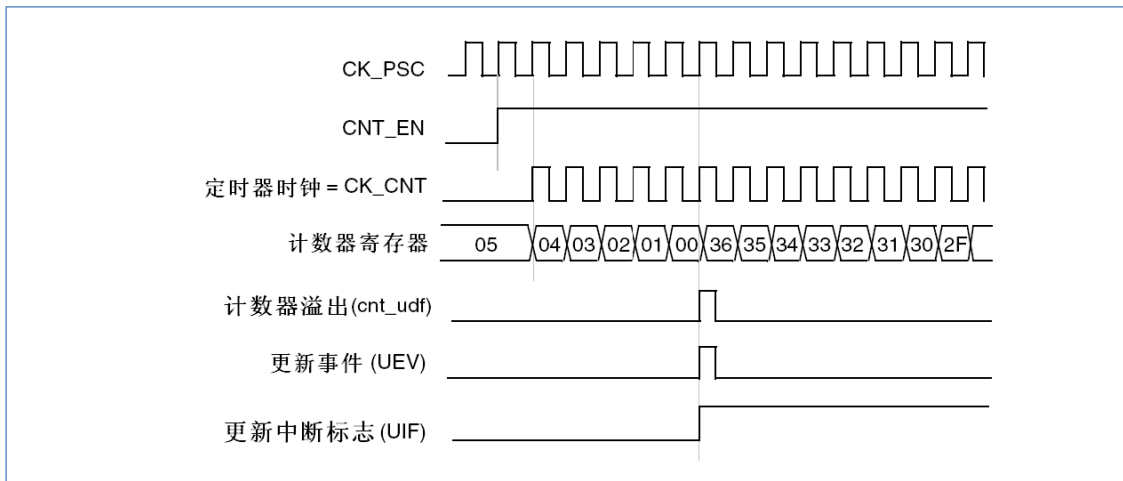 CK_PSC
CNT_EN
定时器时钟 = CK_CNT
计数器寄存器 05 04 03 02 01 00 36 35 34 33 32 31 30 2F
计数器溢出(cnt_udf)
更新事件 (UEV)
更新中断标志 (UIF)